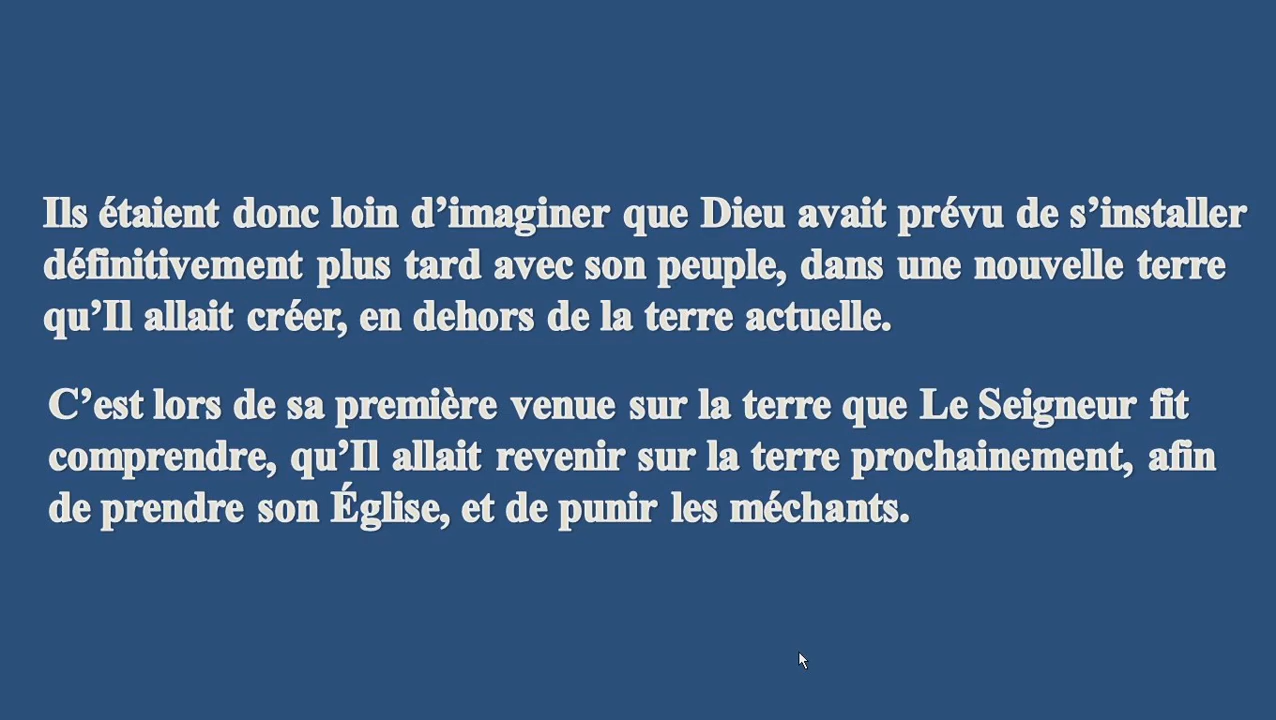 Ils étaient donc loin d’imaginer que Dieu avait prévu de s’installer
définitivement plus tard avec son peuple, dans une nouvelle terre
qu’Il allait créer, en dehors de la terre actuelle.
C’est lors de sa première venue sur la terre que Le Seigneur fit
comprendre, qu’Il allait revenir sur la terre prochainement, afin
de prendre son Église, et de punir les méchants.